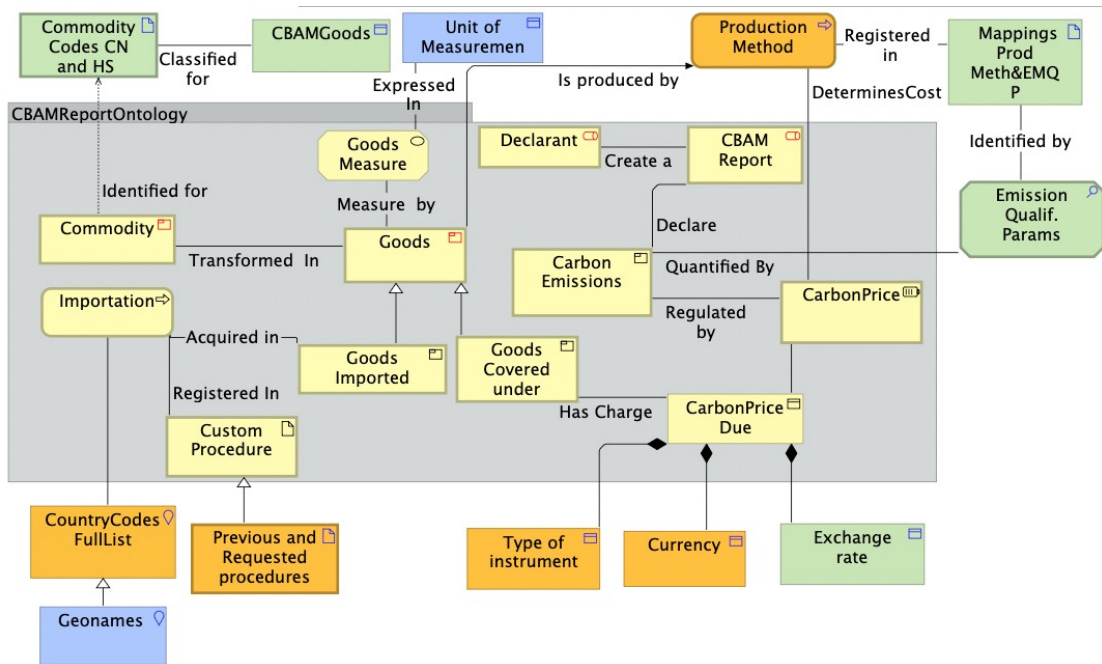 Commodity
Codes CN
and HS
Classified
for
CBAMGoods
Unit of
Measuremen
Production
Method
Registered
in
Mappings
Prod
Meth&EMQ
P
Expressed
In
Is produced by
DeterminesCost
CBAMReportOntology
Goods
Measure
Declarant
Create a
CBAM
Report
Identified by
Identified for
Measure by
Emission
Qualif.
Params
Commodity
Transformed In
Goods
Declare
Carbon
Emissions
Quantified By
Importation
Regulated
by
CarbonPrice
Acquired in
Goods
Imported
Goods
Covered
under
Registered In
Has Charge
CarbonPrice
Due
Custom
Procedure
CountryCodes
FullList
Previous and
Requested
procedures
Type of
instrument
Currency
Exchange
rate
Geonames